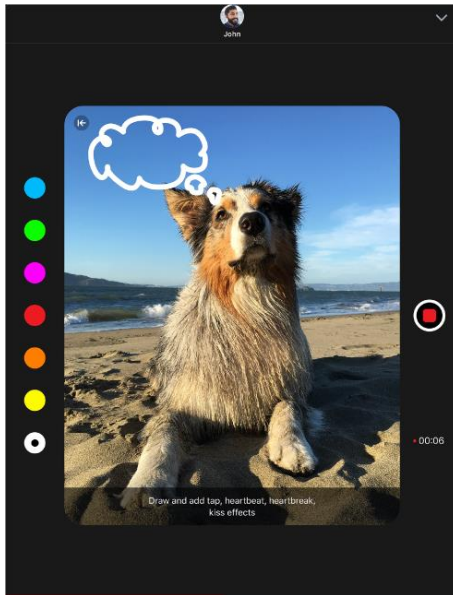 John
00:06
Draw and add tap, heartbeat, heartbreak,
kiss effects